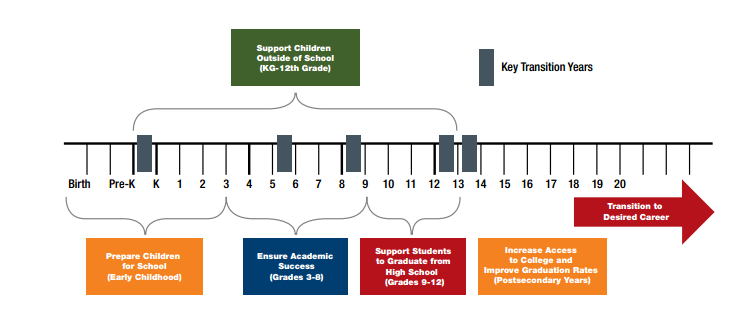 Support Children
Outside of School
(KG-12th Grade)
Key Transition Years
Birth Pre-K K 1 2 3 4 5 6 7 8 9 10 11 12 13 14 15 16 17 18 19 20
Transition to
Desired Career
Prepare Children
for School
(Early Childhood)
Ensure Academic
Success
(Grades 3-8)
Support Students
to Graduate from
High School
(Grades 9-12)
Increase Access
to College and
Improve Graduation Rates
(Postsecondary Years)